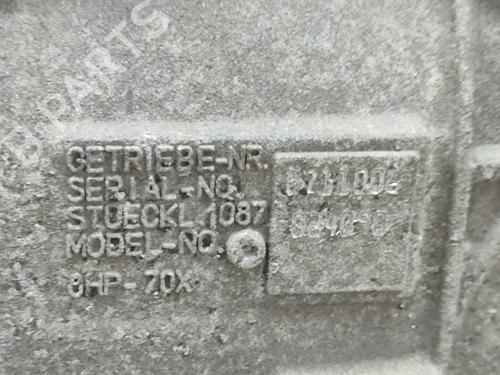 GETRIEBE-NR.
SERIAL-NO.
STUECKL.1087
MODEL-NO.
8HP-70X
PARTS